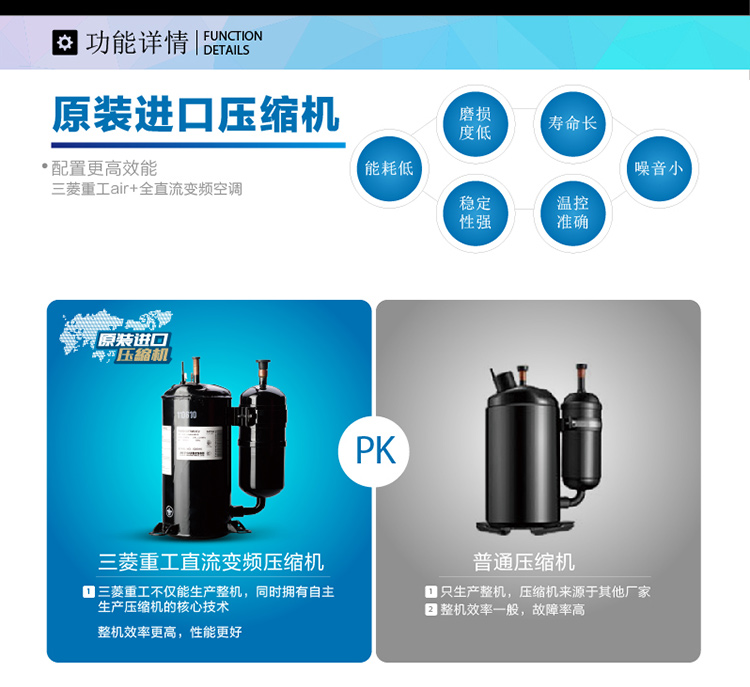 功能详情
FUNCTION
DETAILS
原装进口压缩机
配置更高效能
三菱重工air+全直流变频空调
能耗低
磨损
度低
寿命长
噪音小
稳定
性强
温控
准确
原装进口
压缩机
PK
三菱重工直流变频压缩机
1 三菱重工不仅能生产整机，同时拥有自主
生产压缩机的核心技术
整机效率更高，性能更好
普通压缩机
1 只生产整机，压缩机来源于其他厂家
2 整机效率一般，故障率高